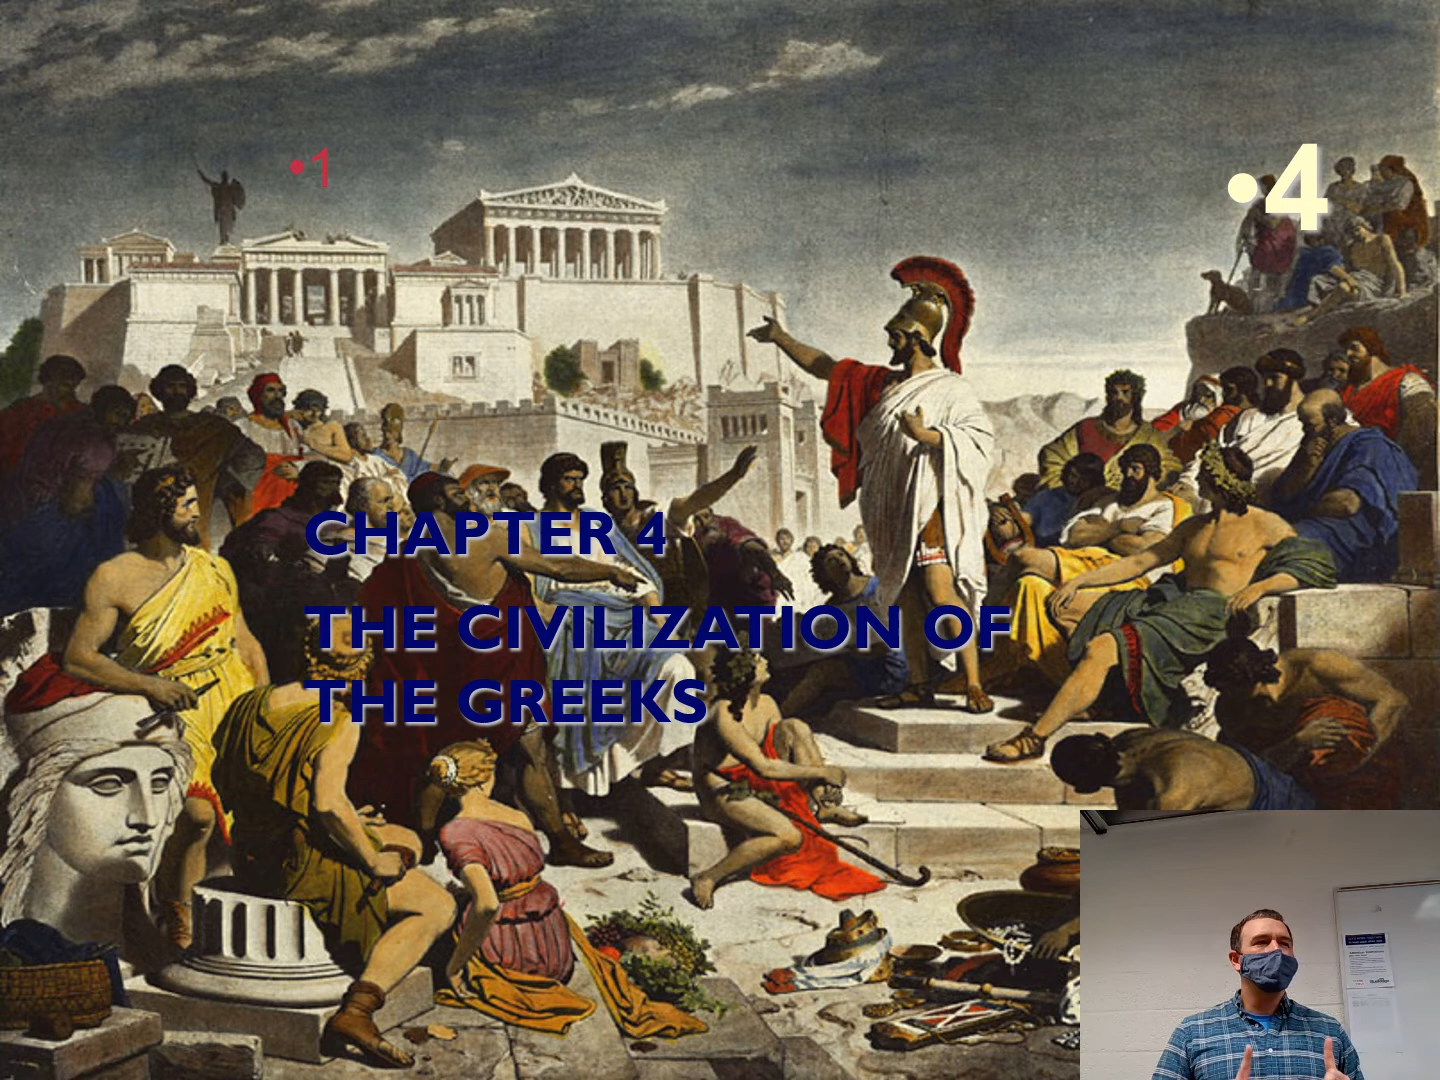 •1
•4
CHAPTER 4
THE CIVILIZATION OF
THE GREEKS